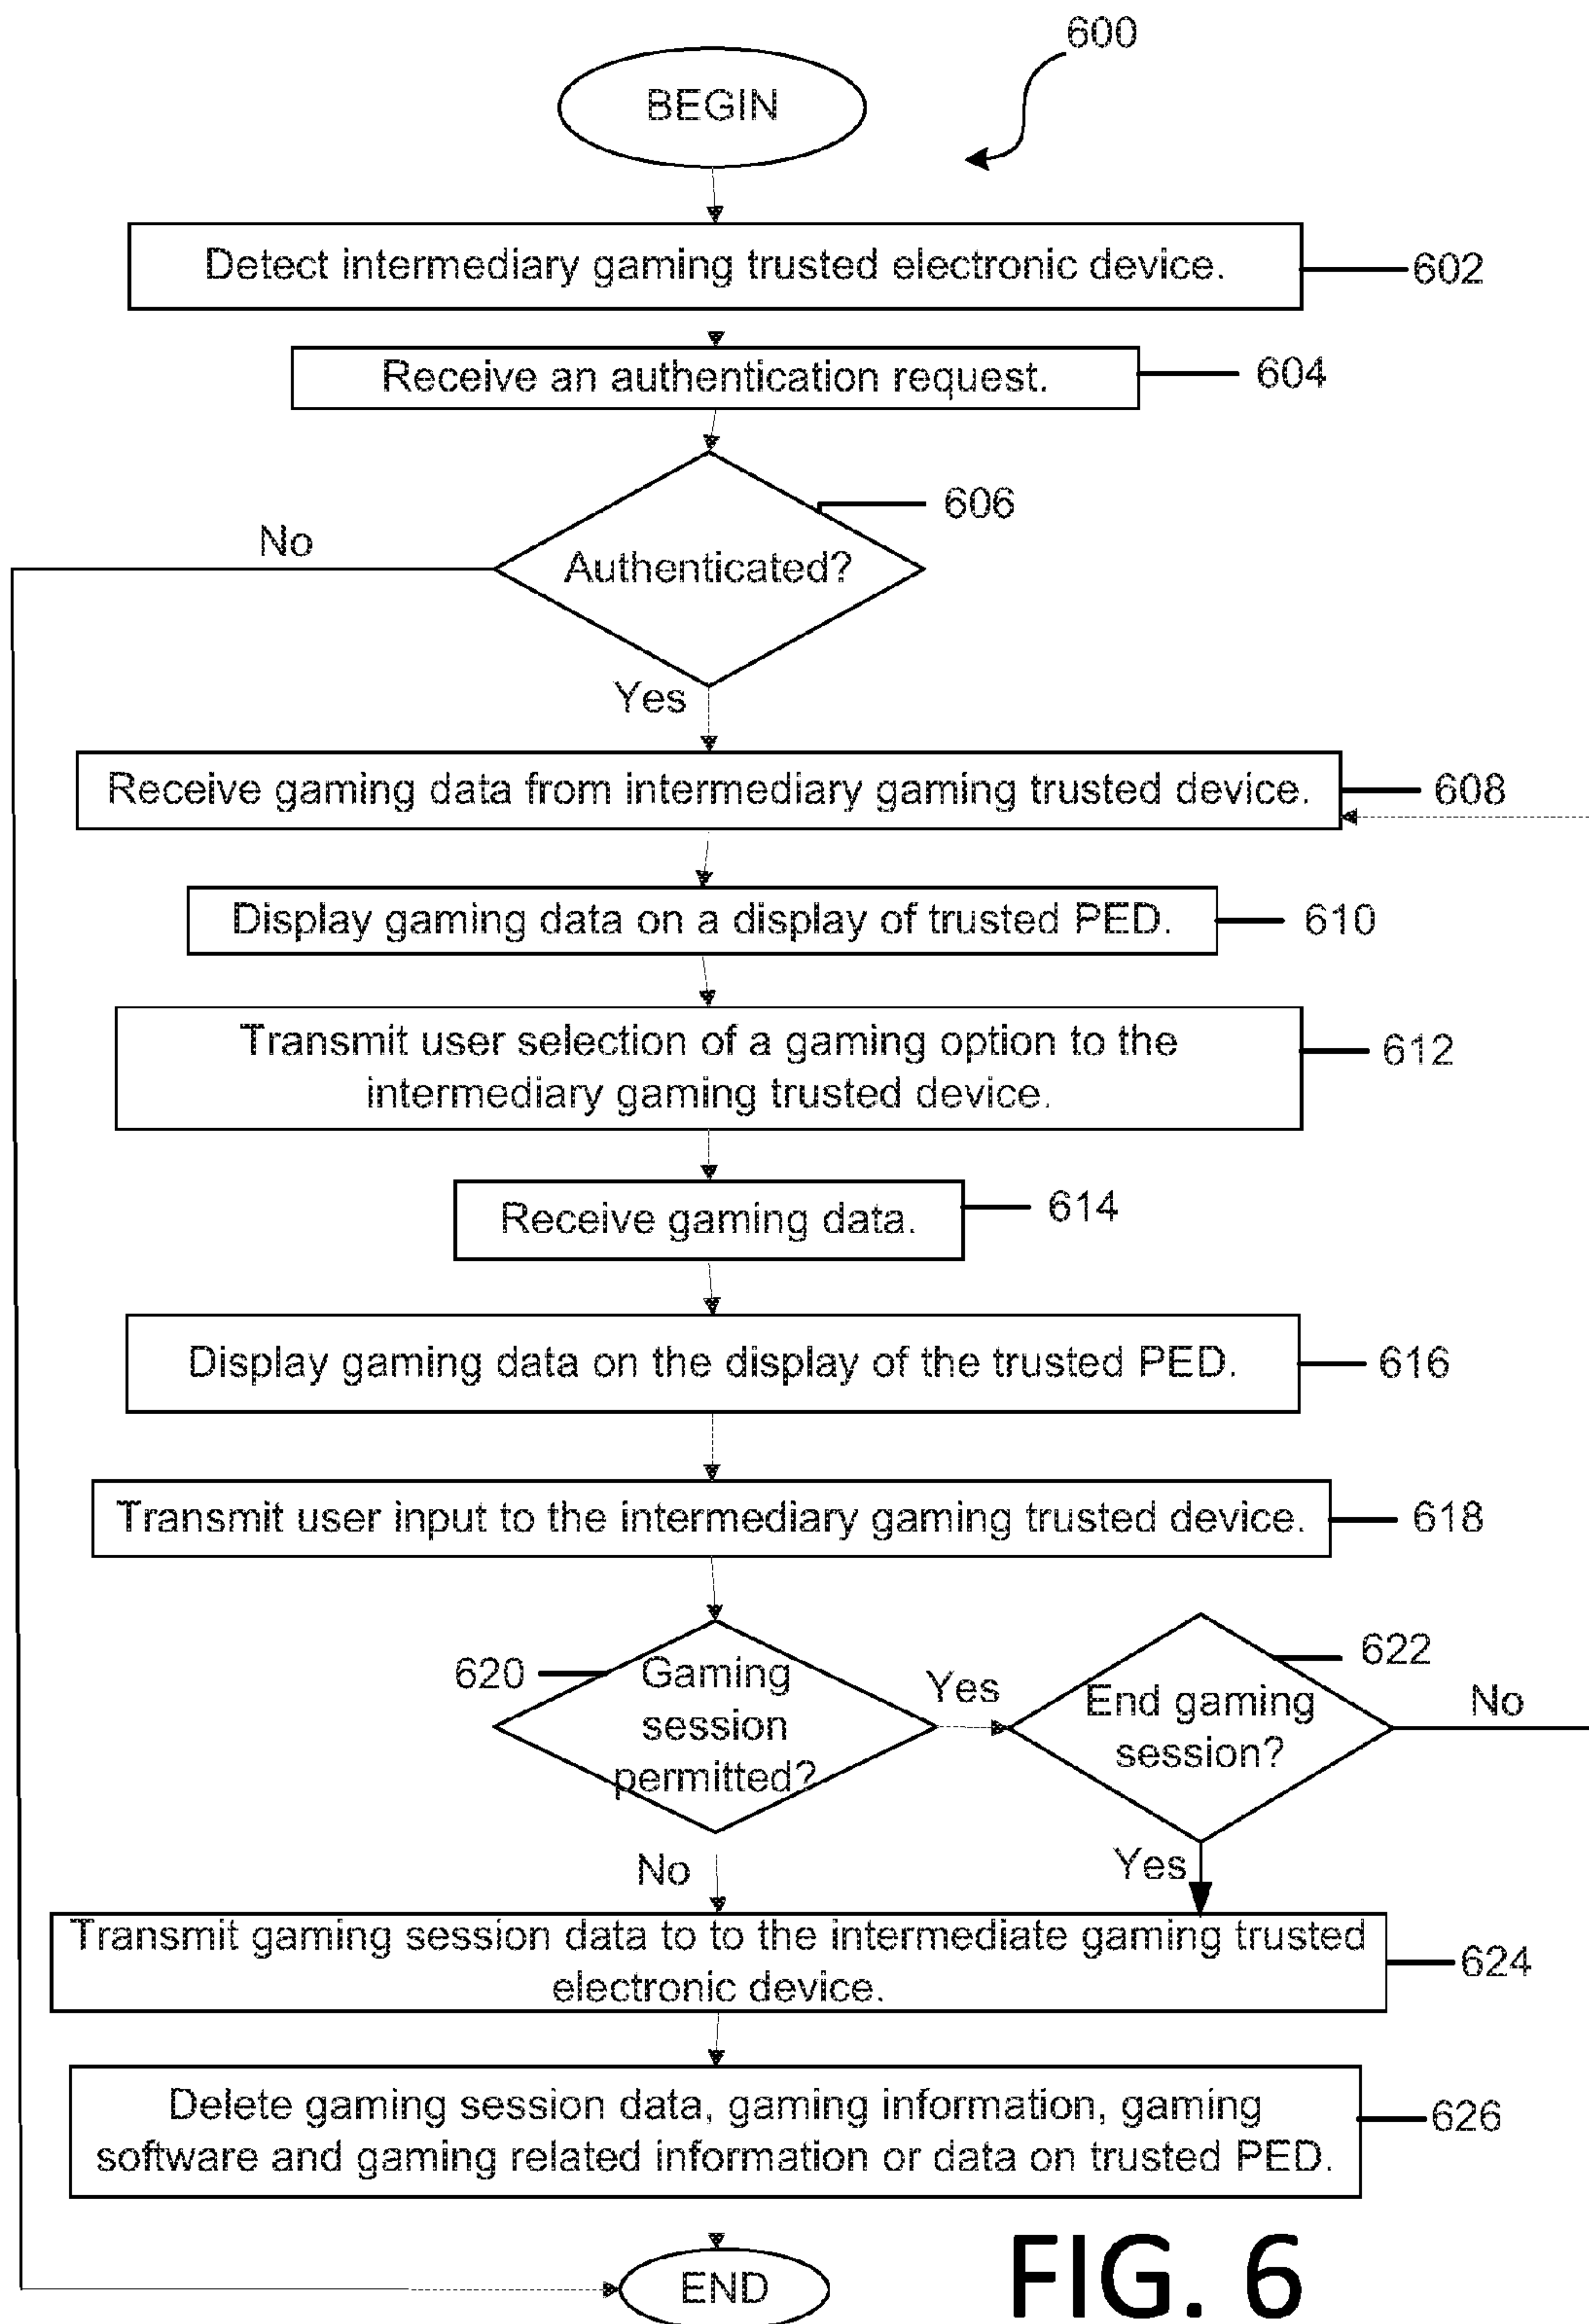 600
BEGIN
Detect intermediary gaming trusted electronic device.
602
Receive an authentication request.
604
606
No
Authenticated?
Yes
Receive gaming data from intermediary gaming trusted device.
608
Display gaming data on a display of trusted PED.
610
Transmit user selection of a gaming option to the
intermediary gaming trusted device.
612
Receive gaming data.
614
Display gaming data on the display of the trusted PED.
616
Transmit user input to the intermediary gaming trusted device.
618
620
Gaming
session
permitted?
Yes
622
End gaming
session?
No
No
Yes
Transmit gaming session data to to the intermediate gaming trusted
electronic device.
624
Delete gaming session data, gaming information, gaming
software and gaming related information or data on trusted PED.
626
END
FIG. 6